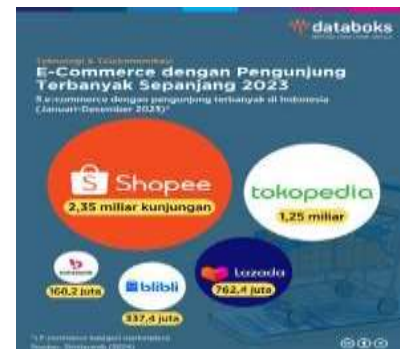 databoks
Teknologi & Telekomunikasi
E-Commerce dengan Pengunjung
Terbanyak Sepanjang 2023
5 e-commerce dengan pengunjung terbanyak di Indonesia
(Januari-Desember 2023)*
Shopee
2,35 miliar kunjungan
tokopedia
1,25 miliar
bukalapak
160,2 juta
blibli
337,4 juta
Lazada
762,4 juta